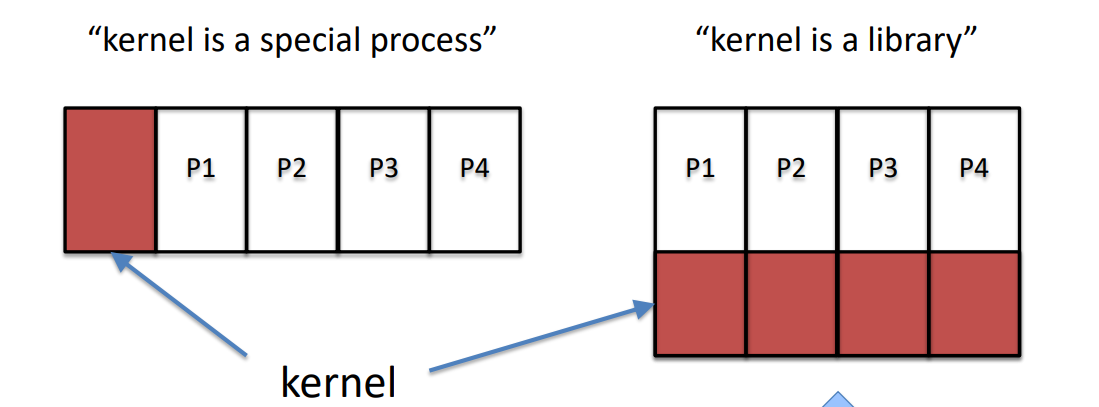 “kernel is a special process”
“kernel is a library”
P1 P2 P3 P4
P1 P2 P3 P4
kernel